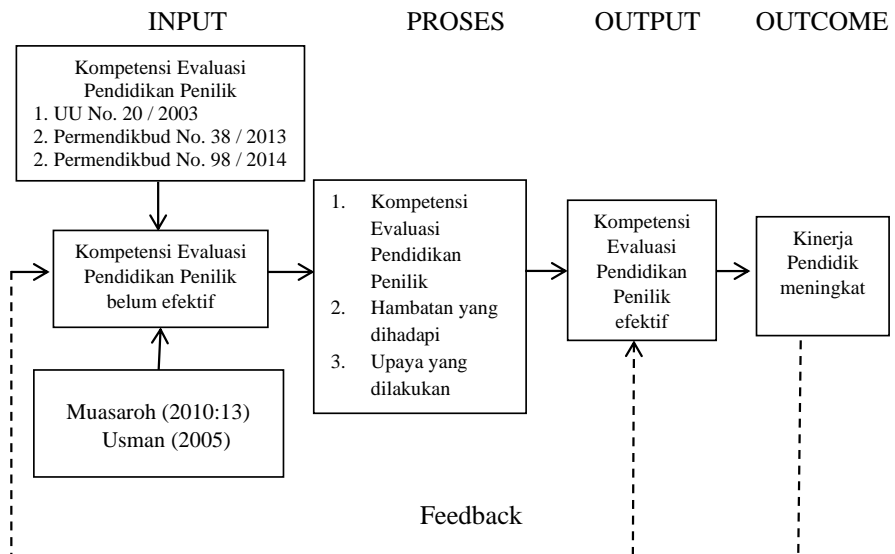 INPUT PROSES OUTPUT OUTCOME
Kompetensi Evaluasi
Pendidikan Penilik
1. UU No. 20 / 2003
2. Permendikbud No. 38 / 2013
2. Permendikbud No. 98 / 2014
Kompetensi Evaluasi
Pendidikan Penilik
belum efektif
Muasaroh (2010:13)
Usman (2005)
1. Kompetensi
Evaluasi
Pendidikan
Penilik
2. Hambatan yang
dihadapi
3. Upaya yang
dilakukan
Kompetensi
Evaluasi
Pendidikan
Penilik
efektif
Kinerja
Pendidik
meningkat
Feedback